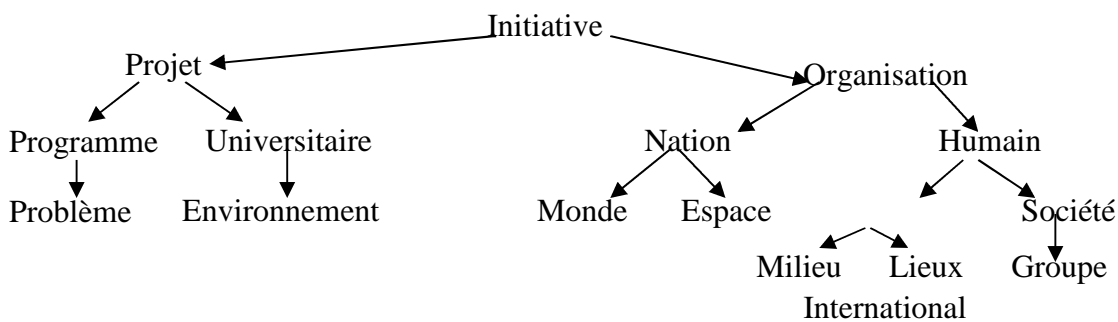 Initiative
Projet
Organisation
Programme Universitaire Nation Humain
Problème Environnement Monde Espace Société
Milieu Lieux Groupe
International